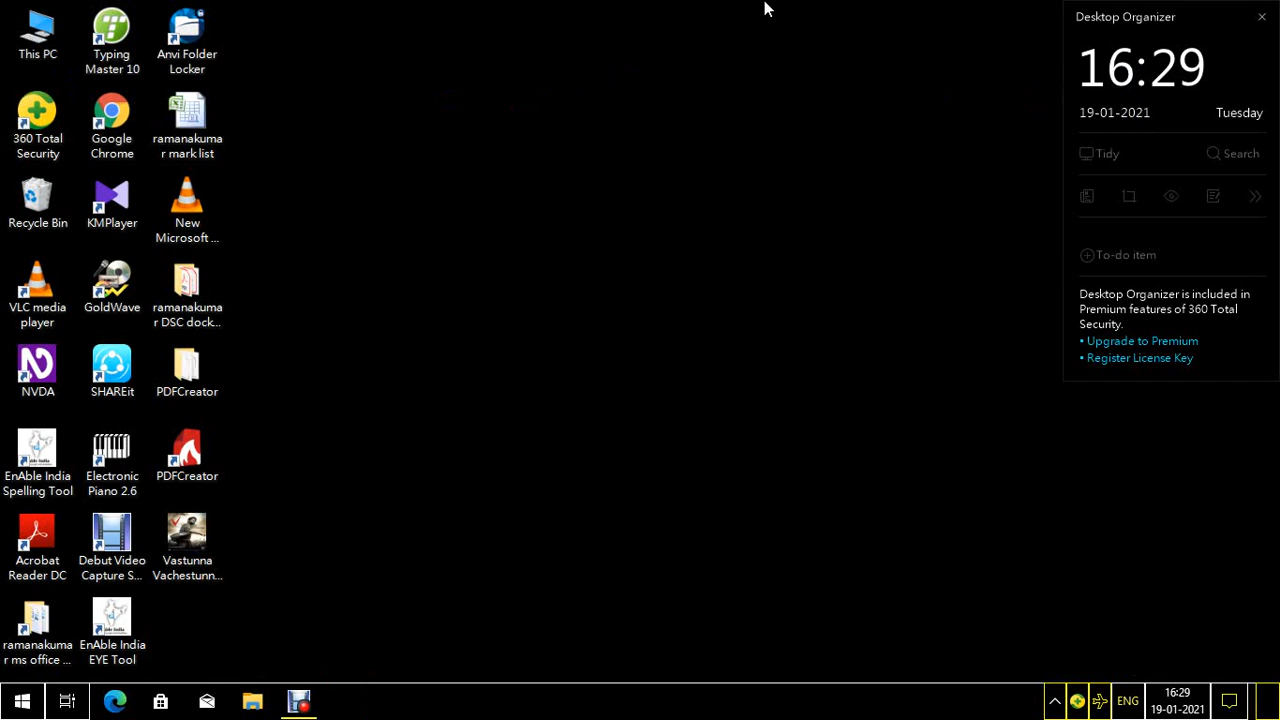 This PC
Typing
Master 10
Anvi Folder
Locker
360 Total
Security
Google
Chrome
ramanakuma
r mark list
Recycle Bin
KMPlayer
New
Microsoft ...
VLC media
player
GoldWave
ramanakuma
r DSC dock...
NVDA
SHAREit
PDFCreator
EnAble India
Spelling Tool
Electronic
Piano 2.6
PDFCreator
Acrobat
Reader DC
Debut Video
Capture S...
Vastunna
Vachestunn...
ramanakuma
r ms office ...
EnAble India
EYE Tool
Desktop Organizer
16:29
19-01-2021 Tuesday
Tidy Search
To-do item
Desktop Organizer is included in
Premium features of 360 Total
Security.
• Upgrade to Premium
• Register License Key
ENG
16:29
19-01-2021